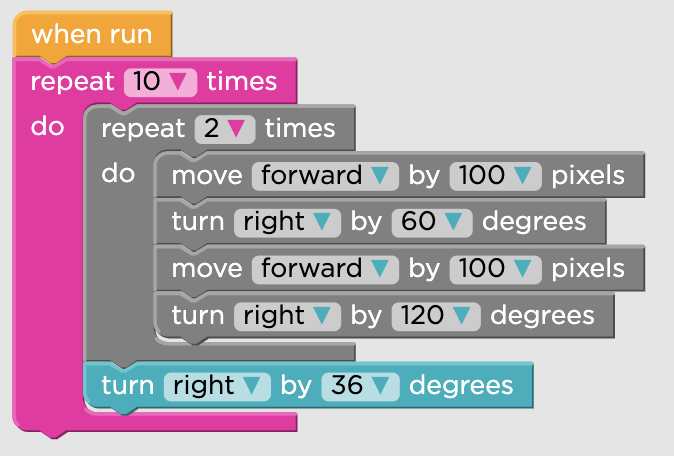 when run
repeat 10 ▼ times
do repeat 2 ▼ times
do move forward ▼ by 100 ▼ pixels
turn right ▼ by 60 ▼ degrees
move forward ▼ by 100 ▼ pixels
turn right ▼ by 120 ▼ degrees
turn right ▼ by 36 ▼ degrees